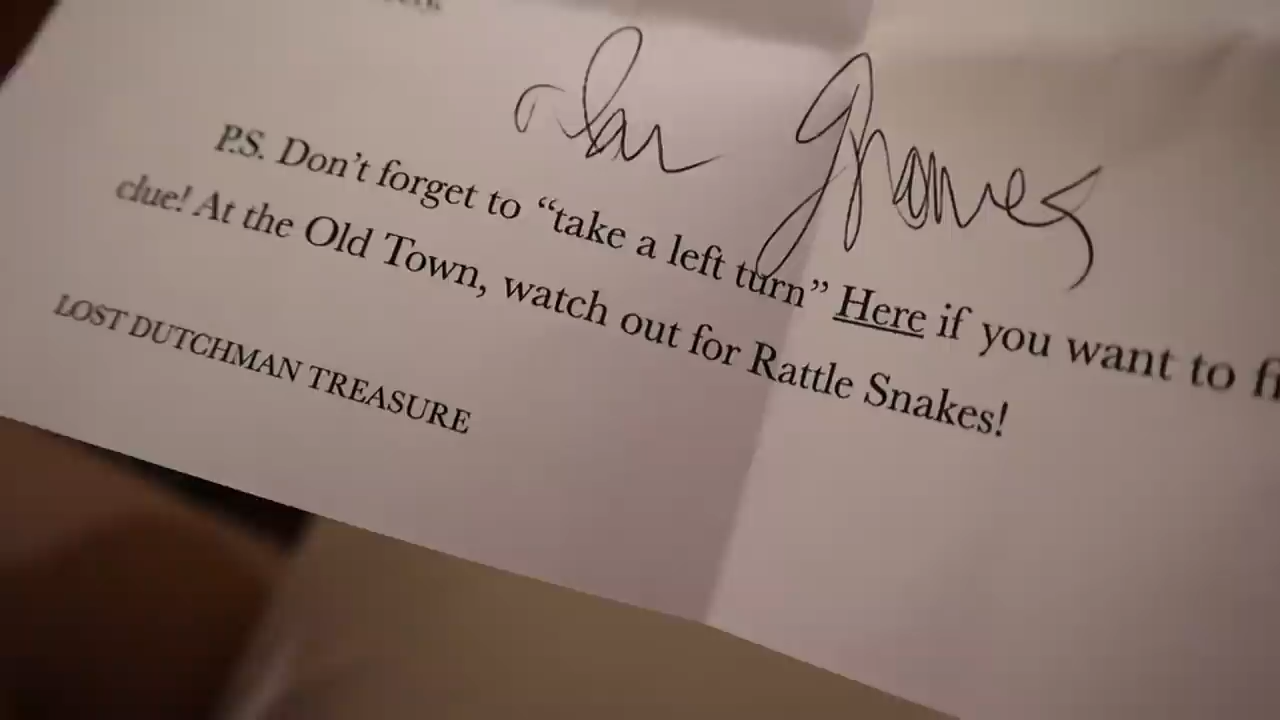 P.S. Don't forget to “take a left turn” Here if you want to
clue! At the Old Town, watch out for Rattle Snakes!
LOST DUTCHMAN TREASURE